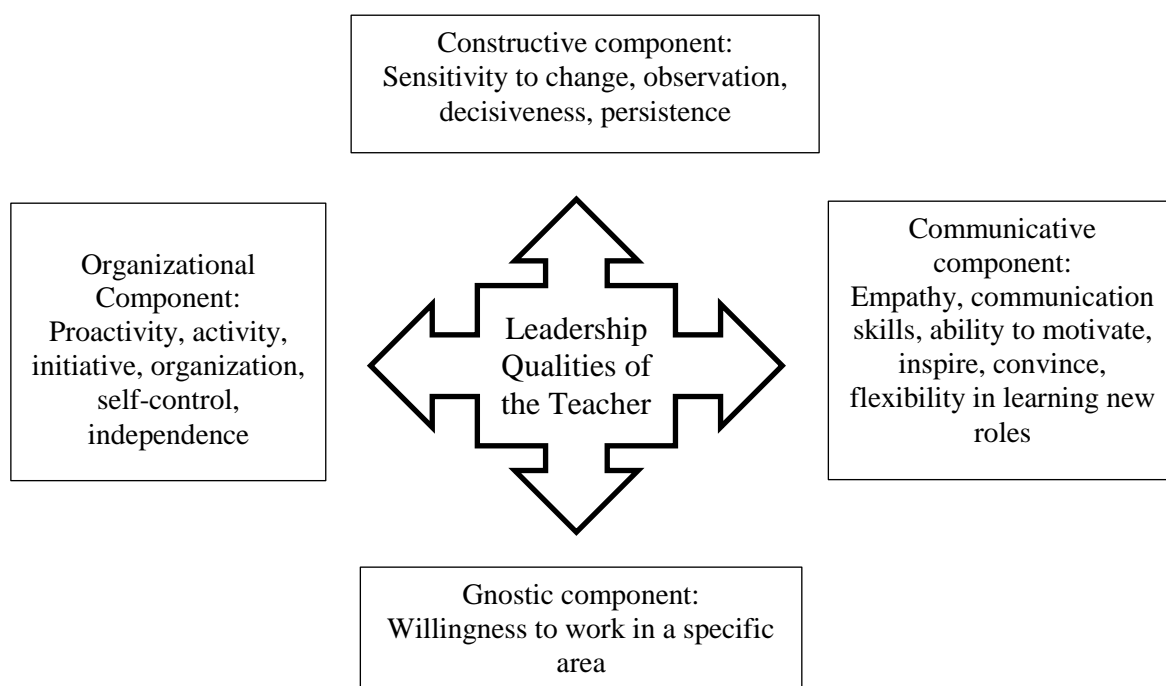 Constructive component:
Sensitivity to change, observation,
decisiveness, persistence
Organizational
Component:
Proactivity, activity,
initiative, organization,
self-control,
independence
Leadership
Qualities of
the Teacher
Communicative
component:
Empathy, communication
skills, ability to motivate,
inspire, convince,
flexibility in learning new
roles
Gnostic component:
Willingness to work in a specific
area